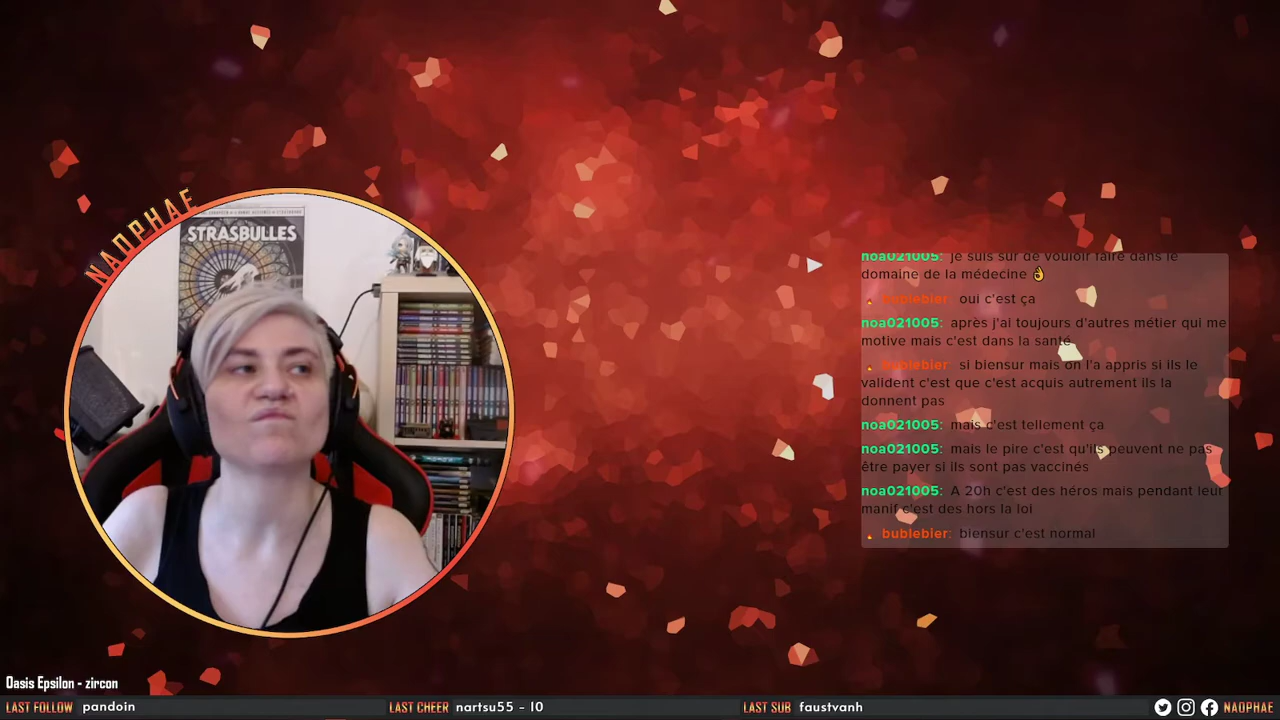 NAOPHAE
STRASBULLES
noa021005: je suis sur de vouloir faire dans le
domaine de la médecine 👌
bublebier: oui c'est ça
noa021005: après j'ai toujours d'autres métier qui me
motive mais c'est dans la santé
bublebier: si biensur mais on l'a appris si ils le
valident c'est que c'est acquis autrement ils la
donnent pas
noa021005: mais c'est tellement ça
noa021005: mais le pire c'est qu'ils peuvent ne pas
être payer si ils sont pas vaccinés
noa021005: A 20h c'est des héros mais pendant leur
manif c'est des hors la loi
bublebier: biensur c'est normal
Oasis Epsilon - zircon
LAST FOLLOW pandoin
LAST CHEER nartsu55 - 10
LAST SUB faustvanh
NAOPHAE